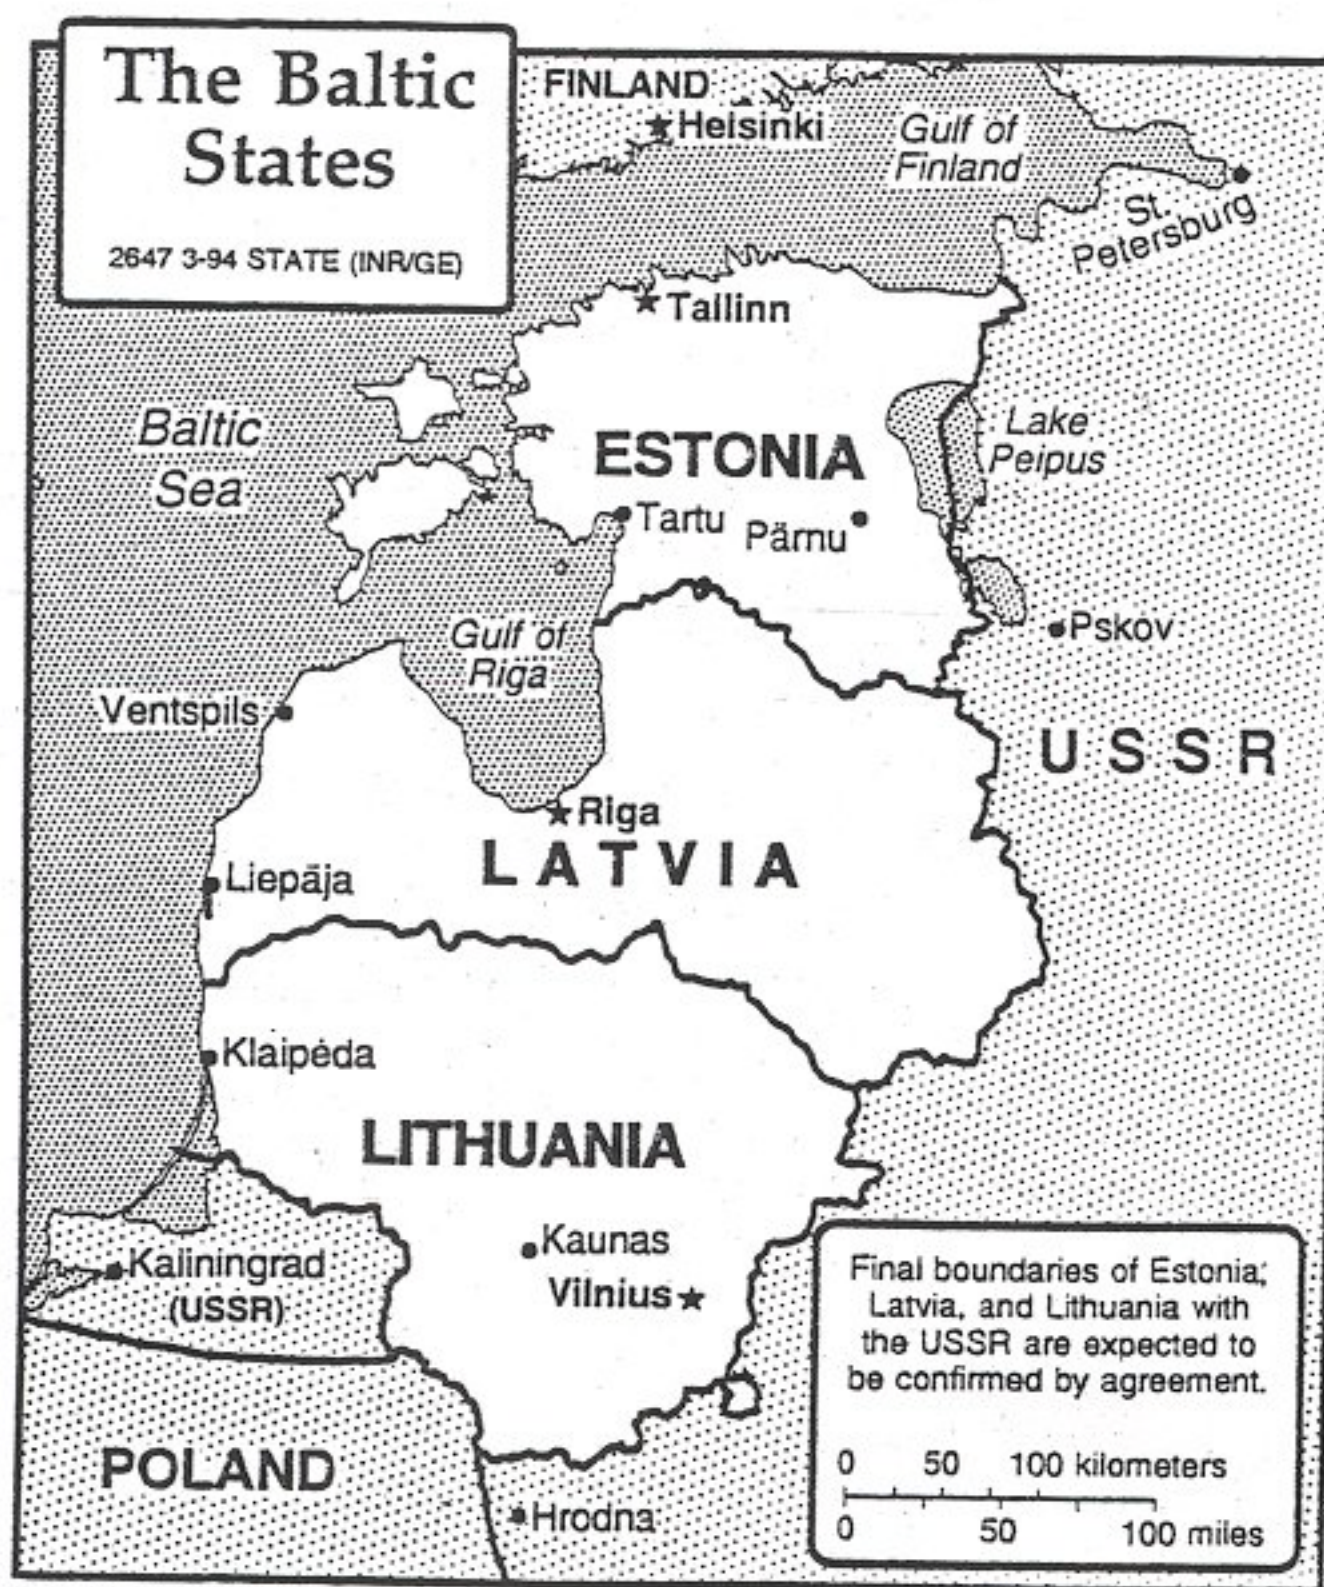 The Baltic
States
2647 3-94 STATE (INR/GE)
FINLAND
Helsinki
Gulf of
Finland
St.
Petersburg
Tallinn
Baltic
Sea
ESTONIA
Lake
Peipus
Tartu
Pärnu
Gulf of
Riga
Pskov
Ventspils
USSR
Riga
LATVIA
Liepāja
Klaipėda
LITHUANIA
Kaunas
Vilnius
Kaliningrad
(USSR)
POLAND
Hrodna
Final boundaries of Estonia,
Latvia, and Lithuania with
the USSR are expected to
be confirmed by agreement.
0 50 100 kilometers
0 50 100 miles